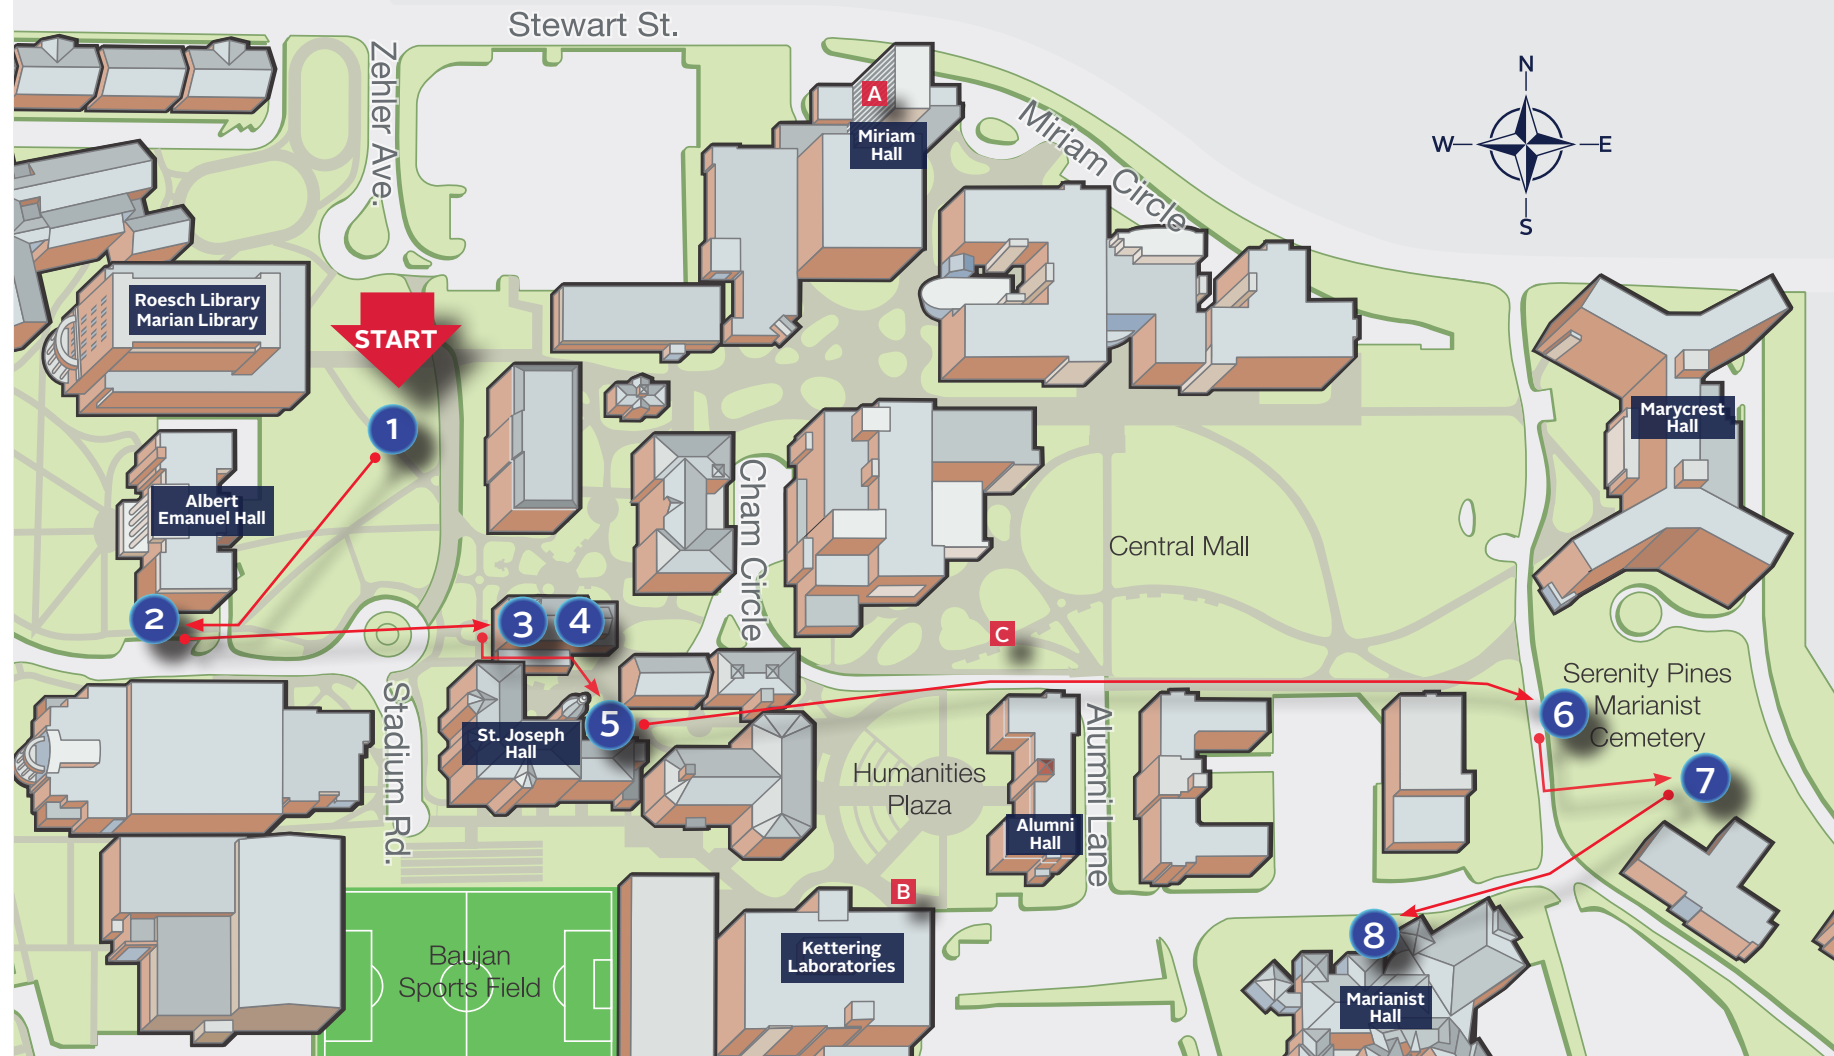 Stewart St.
Zehler Ave.
A
Miriam
Hall
Miriam Circle
N
W
E
S
Roesch Library
Marian Library
START
1
Marycrest
Hall
Albert
Emanuel Hall
Cham Circle
Central Mall
2
3
4
C
Serenity Pines
Marianist
Cemetery
Stadium Rd.
St. Joseph
Hall
5
6
7
Humanities
Plaza
Alumni Lane
Alumni
Hall
B
8
Baujan
Sports Field
Kettering
Laboratories
Marianist
Hall